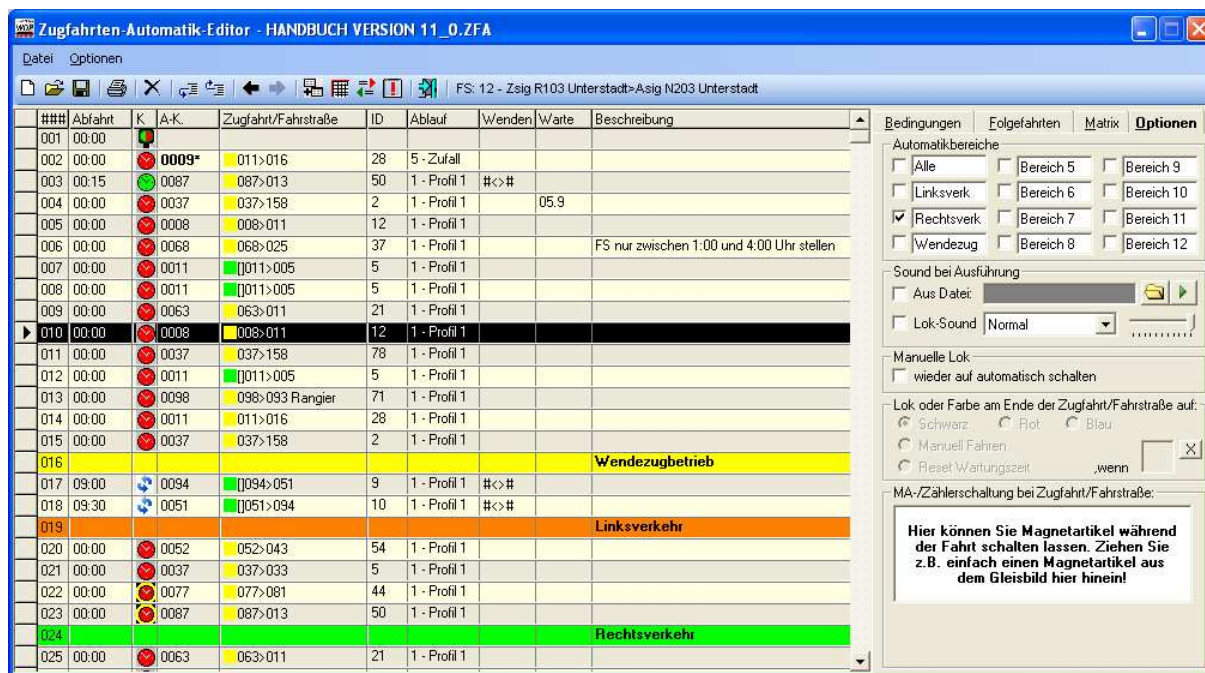 Zugfahrten-Automatik-Editor - HANDBUCH VERSION 11_0.ZFA
Datei Optionen
FS: 12 - Zsig R103 Unterstadt>Asig N203 Unterstadt
### Abfahrt K A-K. Zugfahrt/Fahrstraße ID Ablauf Wenden Warte Beschreibung
001 00:00
002 00:00 0009* 011>016 28 5 - Zufall
003 00:15 0087 087>013 50 1 - Profil 1 #<>#
004 00:00 0037 037>158 2 1 - Profil 1 05.9
005 00:00 0008 008>011 12 1 - Profil 1
006 00:00 0068 068>025 37 1 - Profil 1 FS nur zwischen 1:00 und 4:00 Uhr stellen
007 00:00 0011 []011>005 5 1 - Profil 1
008 00:00 0011 []011>005 5 1 - Profil 1
009 00:00 0063 063>011 21 1 - Profil 1
010 00:00 0008 008>011 12 1 - Profil 1
011 00:00 0037 037>158 78 1 - Profil 1
012 00:00 0011 []011>005 5 1 - Profil 1
013 00:00 0098 098>093 Rangier 71 1 - Profil 1
014 00:00 0011 011>016 28 1 - Profil 1
015 00:00 0037 037>158 2 1 - Profil 1
016 Wendezugbetrieb
017 09:00 0094 []094>051 9 1 - Profil 1 #<>#
018 09:30 0051 []051>094 10 1 - Profil 1 #<>#
019 Linksverkehr
020 00:00 0052 052>043 54 1 - Profil 1
021 00:00 0037 037>033 5 1 - Profil 1
022 00:00 0077 077>081 44 1 - Profil 1
023 00:00 0087 087>013 50 1 - Profil 1
024 Rechtsverkehr
025 00:00 0063 063>011 21 1 - Profil 1
Bedingungen Folgefahrten Matrix Optionen
Automatikbereiche
Alle Bereich 5 Bereich 9
Linksverk Bereich 6 Bereich 10
Rechtsverk Bereich 7 Bereich 11
Wendezug Bereich 8 Bereich 12
Sound bei Ausführung
Aus Datei:
Lok-Sound Normal
Manuelle Lok
wieder auf automatisch schalten
Lok oder Farbe am Ende der Zugfahrt/Fahrstraße auf:
Schwarz Rot Blau
Manuell Fahren
Reset Wartungszeit ,wenn X
MA-/Zählerschaltung bei Zugfahrt/Fahrstraße:
Hier können Sie Magnetartikel während
der Fahrt schalten lassen. Ziehen Sie
z.B. einfach einen Magnetartikel aus
dem Gleisbild hier hinein!